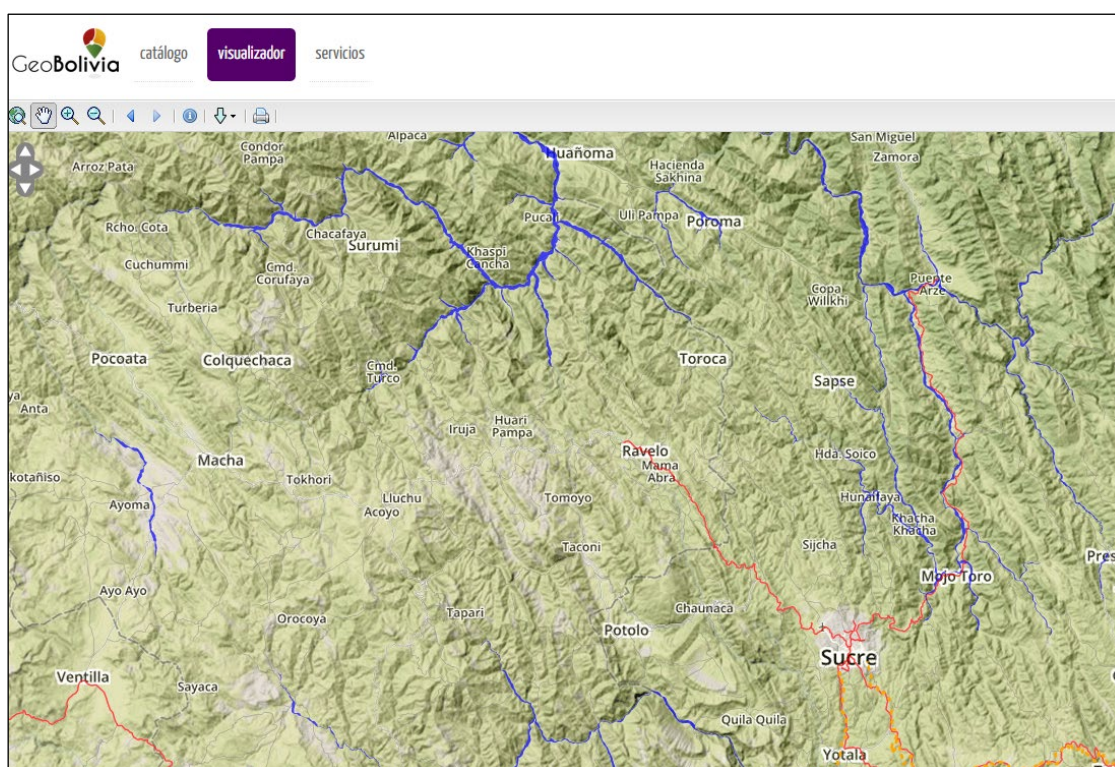 GeoBolivia
catálogo
visualizador
servicios
Alpaca
Condor
Pampa
Arroz Pata
Huañoma
Hacienda
Sakhina
San Miguel
Zamora
Rcho. Cota
Chacafaya
Surumi
Puca
Uli Pampa
Poroma
Cuchummi
Cmd.
Corufaya
Khaspi
Cancha
Puente
Arze
Copa
Willkhi
Turberia
Pocoata
Colquechaca
Cmd.
Turco
Toroca
Sapse
Anta
Iruja
Huari
Pampa
Ravelo
Mama
Abra
Hda. Soico
Macha
kotañiso
Tokhori
Lluchu
Acoyo
Tomoyo
Hunaifaya
Khacha
Khacha
Ayoma
Taconi
Sijcha
Pres
Mojo Toro
Ayo Ayo
Orocoya
Tapari
Chaunaca
Potolo
Sucre
Ventilla
Sayaca
Quila Quila
Yotala